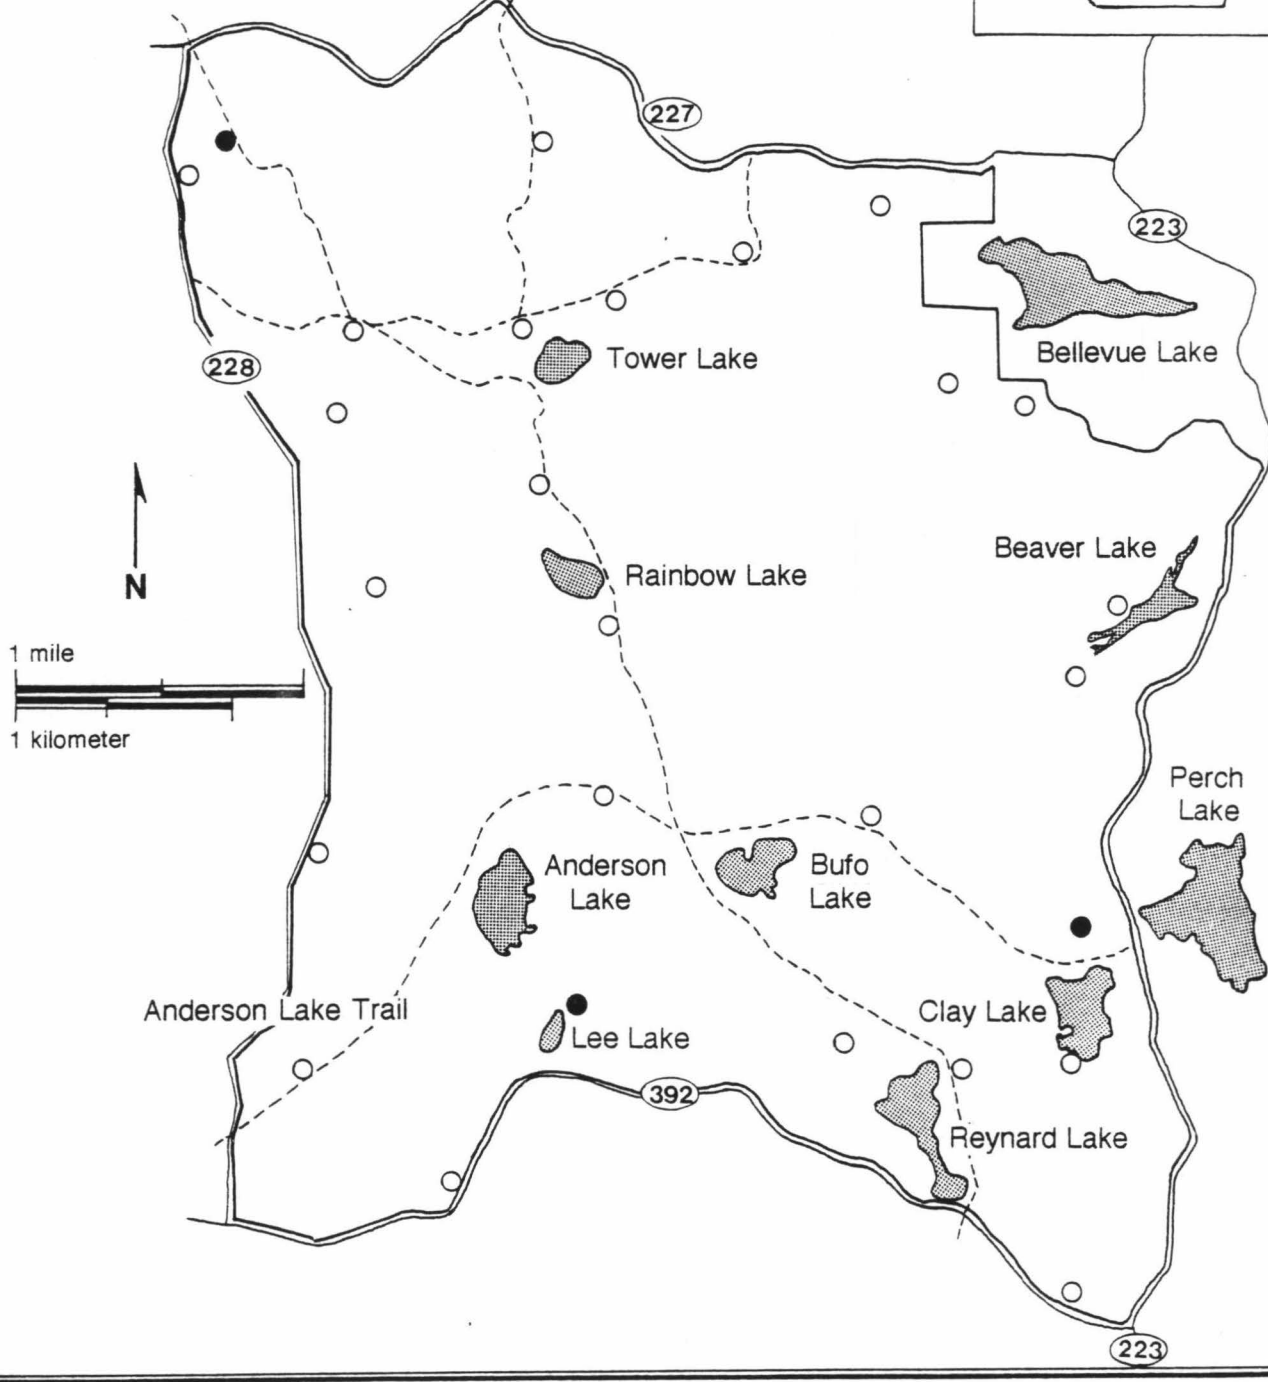 227
223
Bellevue Lake
Tower Lake
228
Beaver Lake
Rainbow Lake
N
1 mile
1 kilometer
Perch
Lake
Anderson
Lake
Bufo
Lake
Anderson Lake Trail
Clay Lake
Lee Lake
392
Reynard Lake
223